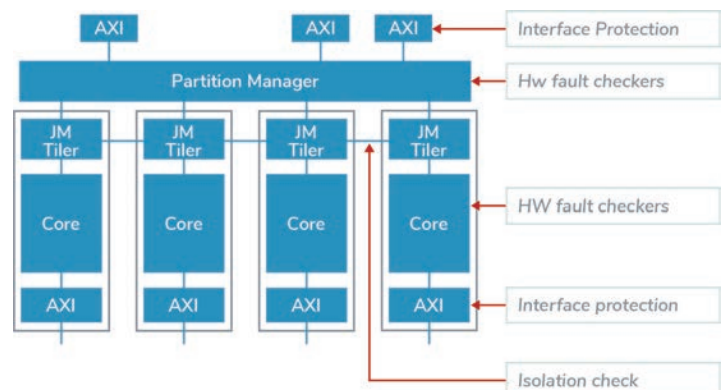 AXI AXI AXI Interface Protection
Partition Manager Hw fault checkers
JM JM JM JM
Tiler Tiler Tiler Tiler
Core Core Core Core HW fault checkers
AXI AXI AXI AXI Interface protection
Isolation check